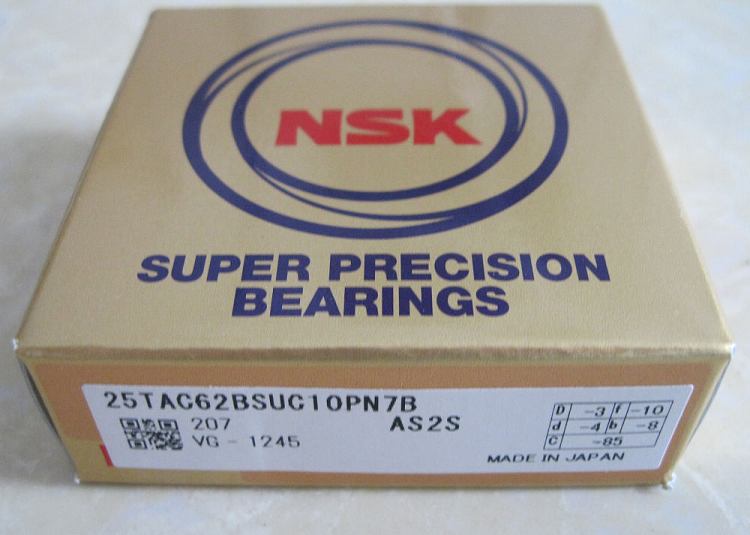 NSK
SUPER PRECISION
BEARINGS
25TAC62BSUC10PN7B
207 AS2S
VG - 1245
D -3 f -10
d -4 b -8
C -85
MADE IN JAPAN